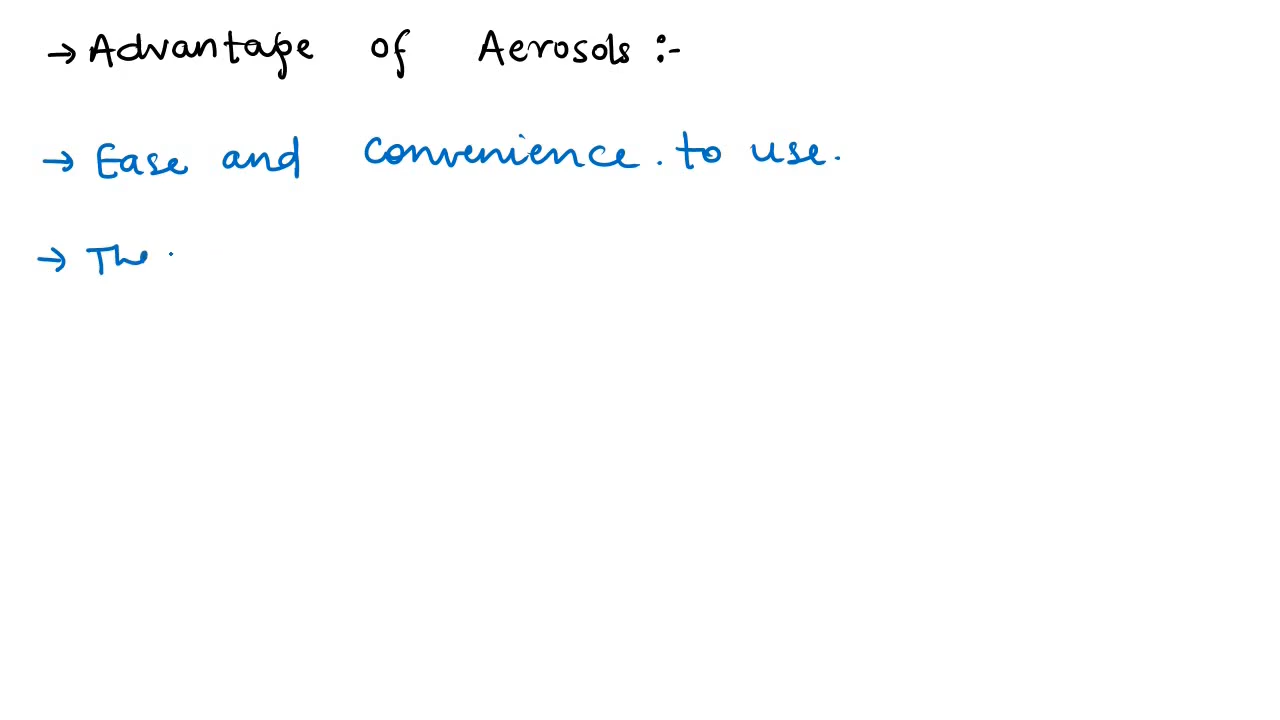 → Advantage of Aerosols :-
→ Ease and convenience. to use.
→ The .